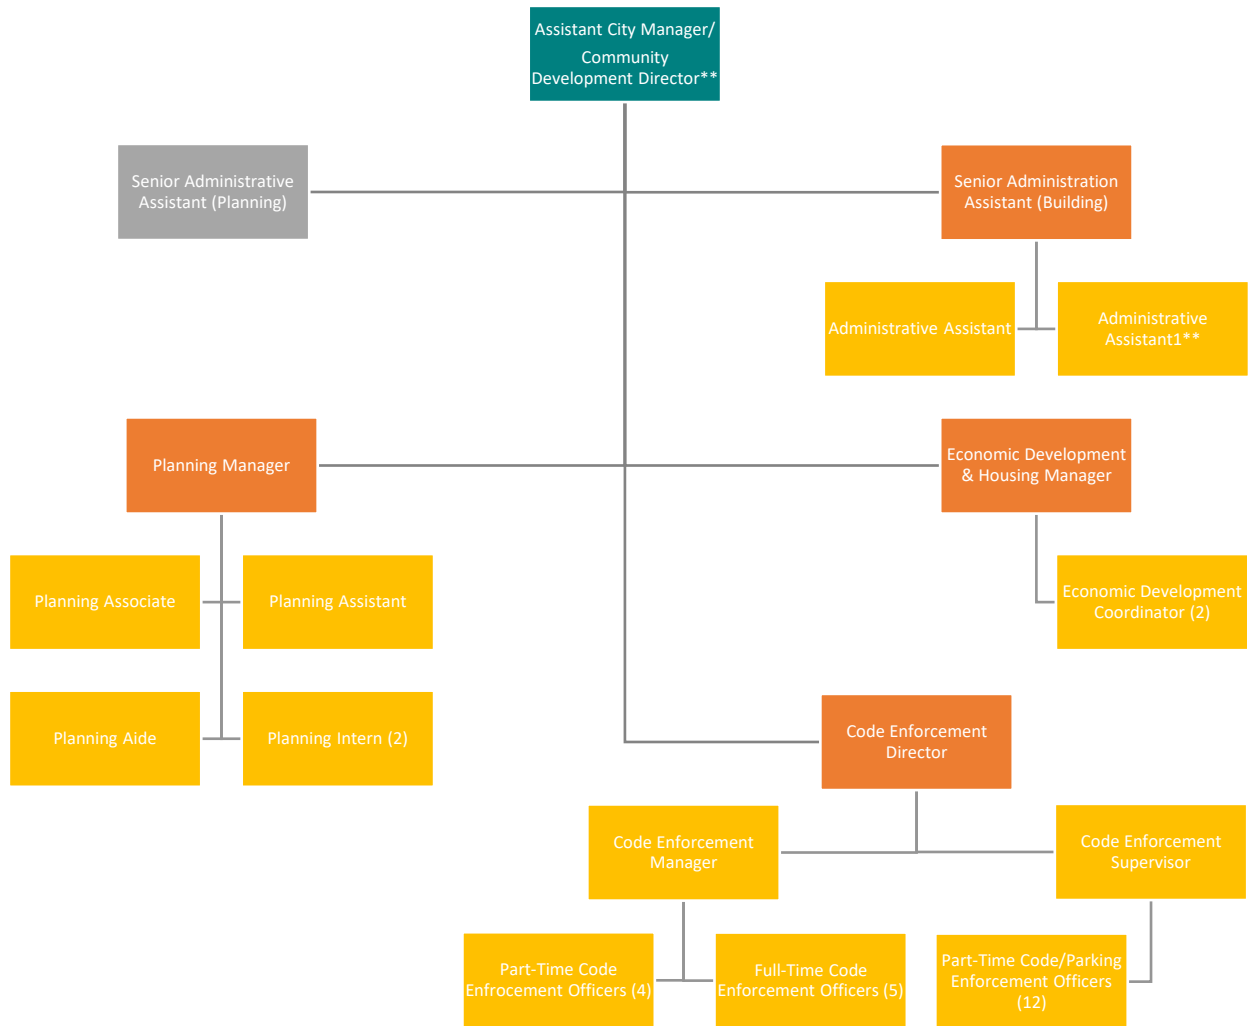 Assistant City Manager/
Community
Development Director**
Senior Administrative
Assistant (Planning)
Senior Administration
Assistant (Building)
Administrative Assistant
Administrative
Assistant1**
Planning Manager
Economic Development
& Housing Manager
Planning Associate
Planning Assistant
Economic Development
Coordinator (2)
Planning Aide
Planning Intern (2)
Code Enforcement
Director
Code Enforcement
Manager
Code Enforcement
Supervisor
Part-Time Code
Enfrocement Officers (4)
Full-Time Code
Enforcement Officers (5)
Part-Time Code/Parking
Enforcement Officers
(12)